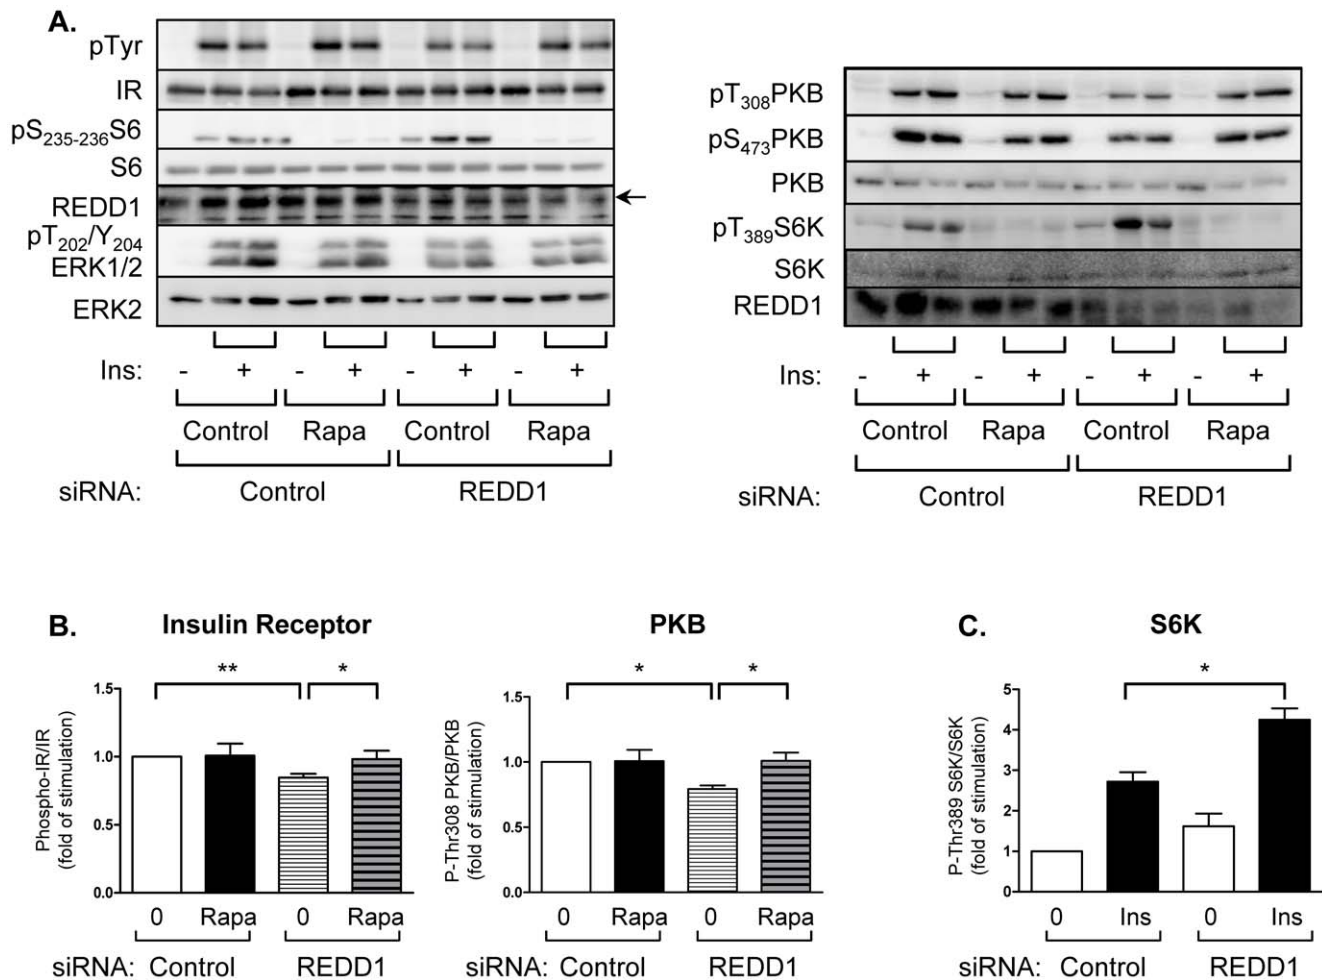 A.
pTyr
IR
pS235-236S6
S6
REDD1
pT202/Y204
ERK1/2
ERK2
Ins: - + - + - + - +
Control Rapa Control Rapa
siRNA: Control REDD1
pT308PKB
pS473PKB
PKB
pT389S6K
S6K
REDD1
Ins: - + - + - + - +
Control Rapa Control Rapa
siRNA: Control REDD1
B.
Insulin Receptor
** *
Phospho-IR/IR
(fold of stimulation)
1.5
1.0
0.5
0.0
0 Rapa 0 Rapa
siRNA: Control REDD1
PKB
* *
P-Thr308 PKB/PKB
(fold of stimulation)
1.5
1.0
0.5
0.0
0 Rapa 0 Rapa
siRNA: Control REDD1
C.
S6K
*
P-Thr389 S6K/S6K
(fold of stimulation)
5
4
3
2
1
0
0 Ins 0 Ins
siRNA: Control REDD1